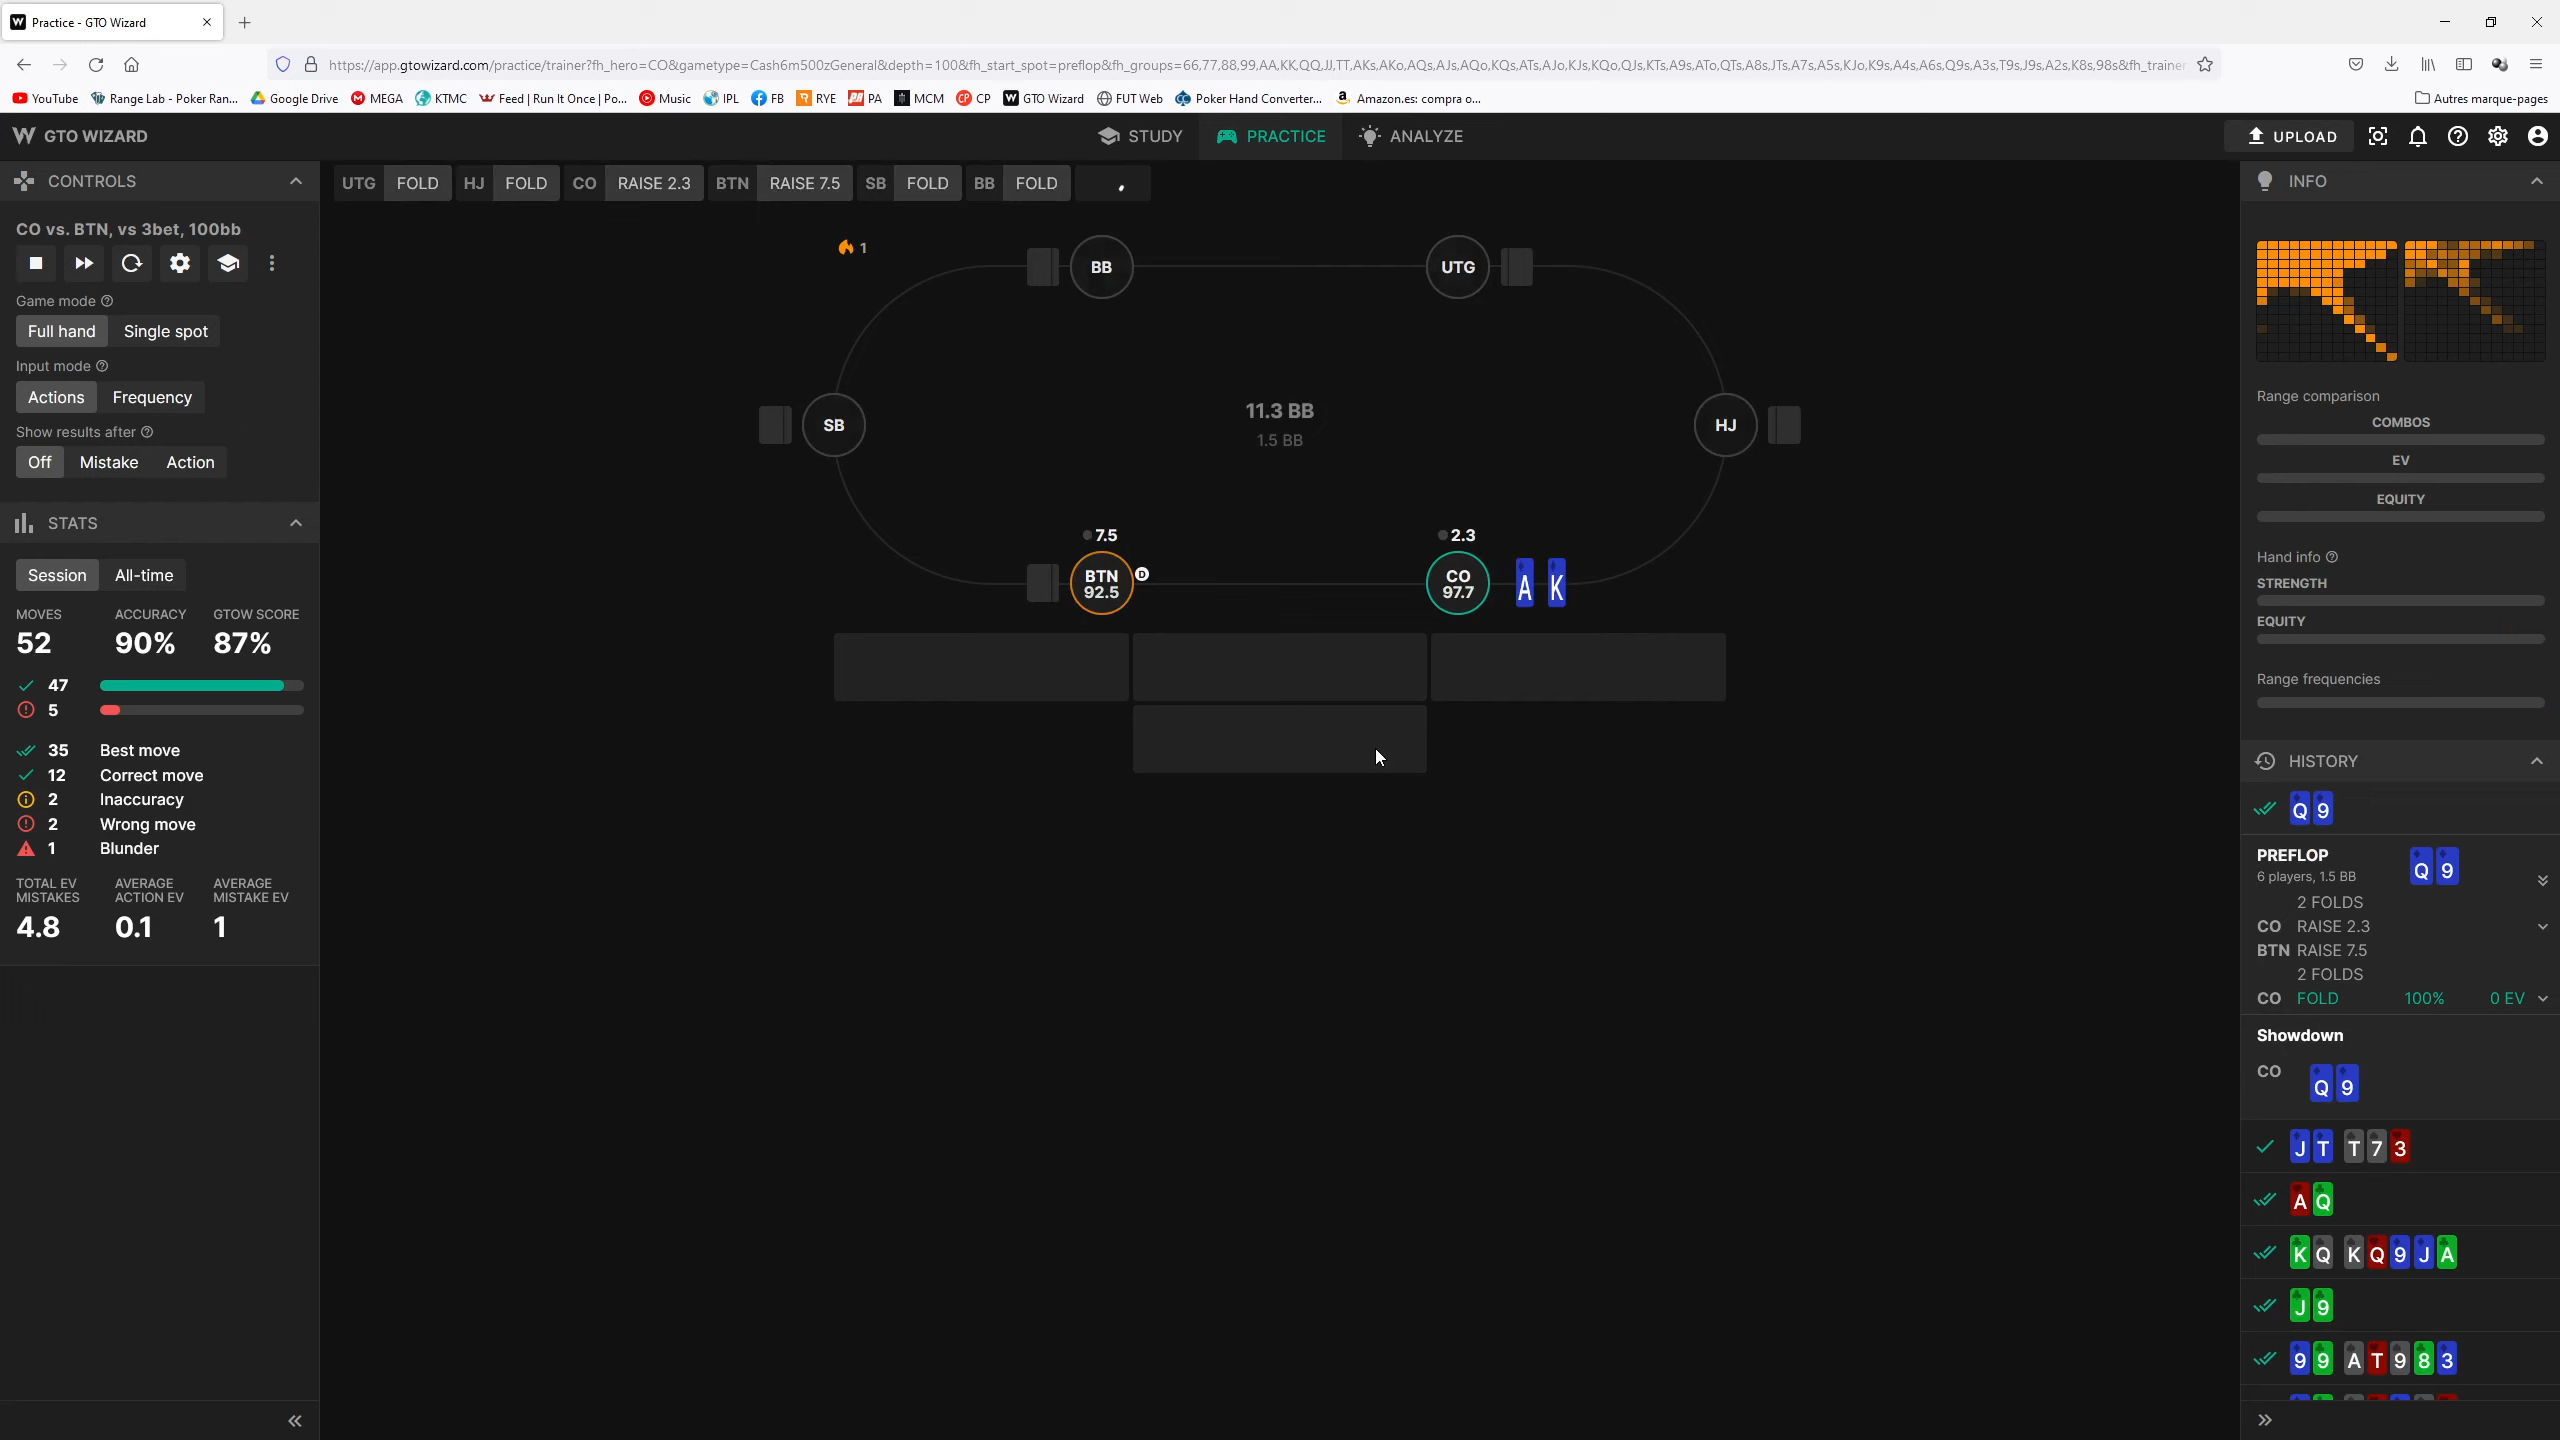 Practice - GTO Wizard
https://app.gtowizard.com/practice/trainer?fh_hero=CO&gametype=Cash6m500zGeneral&depth=100&fh_start_spot=preflop&fh_groups=66,77,88,99,AA,KK,QQ,JJ,TT,AKs,AKo,AQs,AJs,AQo,KQs,ATs,AJo,KJs,KQo,QJs,KTs,A9s,ATo,QTs,A8s,JTs,A7s,A5s,KJo,K9s,A4s,A6s,Q9s,A3s,T9s,J9s,A2s,K8s,98s&fh_trainer
YouTube Range Lab - Poker Ran... Google Drive MEGA KTMC Feed | Run It Once | Po... Music IPL FB RYE PA MCM CP GTO Wizard FUT Web Poker Hand Converter... Amazon.es: compra o... Autres marque-pages
GTO WIZARD STUDY PRACTICE ANALYZE UPLOAD
CONTROLS
CO vs. BTN, vs 3bet, 100bb
Game mode
Full hand Single spot
Input mode
Actions Frequency
Show results after
Off Mistake Action
STATS
Session All-time
MOVES ACCURACY GTOW SCORE
52 90% 87%
47
5
35 Best move
12 Correct move
2 Inaccuracy
2 Wrong move
1 Blunder
TOTAL EV MISTAKES AVERAGE ACTION EV AVERAGE MISTAKE EV
4.8 0.1 1
UTG FOLD HJ FOLD CO RAISE 2.3 BTN RAISE 7.5 SB FOLD BB FOLD
1
BB UTG
SB HJ
11.3 BB
1.5 BB
7.5 2.3
BTN 92.5 D CO 97.7 A K
INFO
Range comparison
COMBOS
EV
EQUITY
Hand info
STRENGTH
EQUITY
Range frequencies
HISTORY
Q 9
PREFLOP
6 players, 1.5 BB
Q 9
2 FOLDS
CO RAISE 2.3
BTN RAISE 7.5
2 FOLDS
CO FOLD 100% 0 EV
Showdown
CO Q 9
J T T 7 3
A Q
K Q K Q 9 J A
J 9
9 9 A T 9 8 3